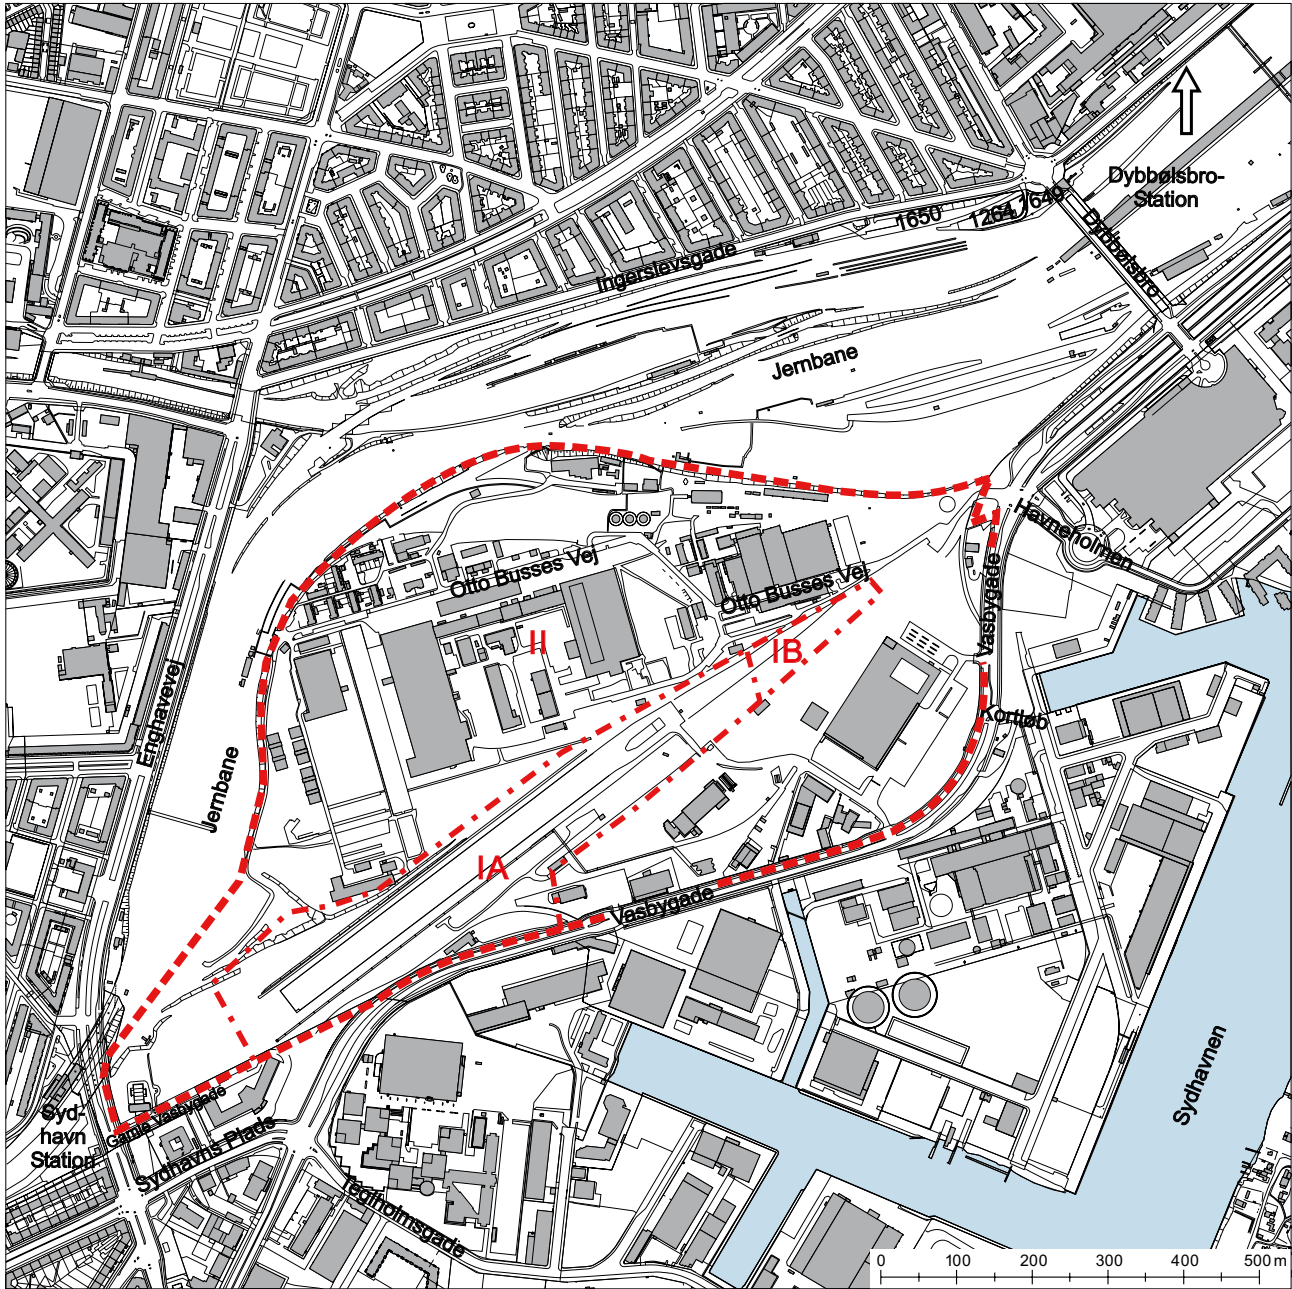 Dybbølsbro-
Station
1650
1264
1649
Dybbølsbro
Ingerslevsgade
Jernbane
Havneholmen
Otto Busses Vej
Otto Busses Vej
Vasbygade
II
IB
Enghavevej
Kortløb
Jernbane
IA
Vasbygade
Sydhavnen
Syd-
havn
Station
Gamle Vasbygade
Sydhavns Plads
Teglholmsgade
0 100 200 300 400 500 m